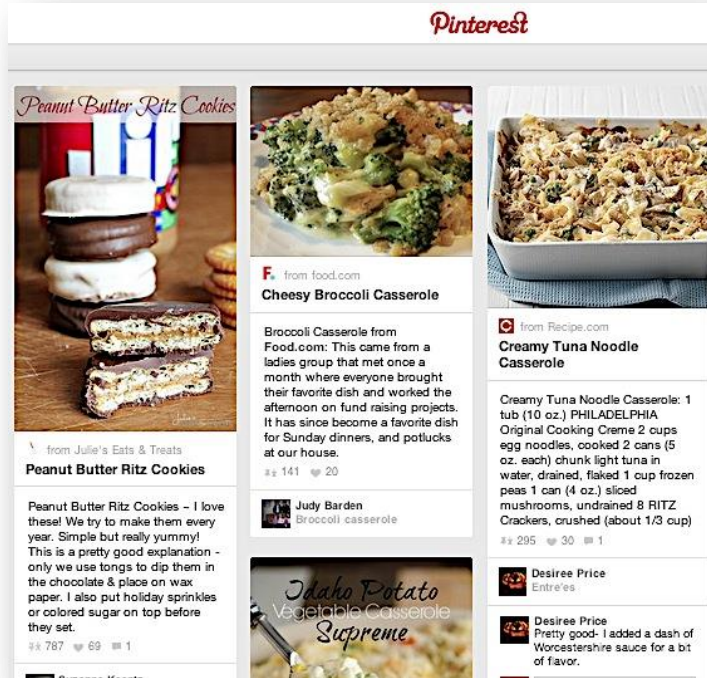 Pinterest
Peanut Butter Ritz Cookies
from Julie's Eats & Treats
Peanut Butter Ritz Cookies
Peanut Butter Ritz Cookies – I love
these! We try to make them every
year. Simple but really yummy!
This is a pretty good explanation -
only we use tongs to dip them in
the chocolate & place on wax
paper. I also put holiday sprinkles
or colored sugar on top before
they set.
787 69 1
F. from food.com
Cheesy Broccoli Casserole
Broccoli Casserole from
Food.com: This came from a
ladies group that met once a
month where everyone brought
their favorite dish and worked the
afternoon on fund raising projects.
It has since become a favorite dish
for Sunday dinners, and potlucks
at our house.
141 20
Judy Barden
Broccoli casserole
Idaho Potato
Vegetable Casserole
Supreme
from Recipe.com
Creamy Tuna Noodle
Casserole
Creamy Tuna Noodle Casserole: 1
tub (10 oz.) PHILADELPHIA
Original Cooking Creme 2 cups
egg noodles, cooked 2 cans (5
oz. each) chunk light tuna in
water, drained, flaked 1 cup frozen
peas 1 can (4 oz.) sliced
mushrooms, undrained 8 RITZ
Crackers, crushed (about 1/3 cup)
295 30 1
Desiree Price
Entre'es
Desiree Price
Pretty good- I added a dash of
Worcestershire sauce for a bit
of flavor.